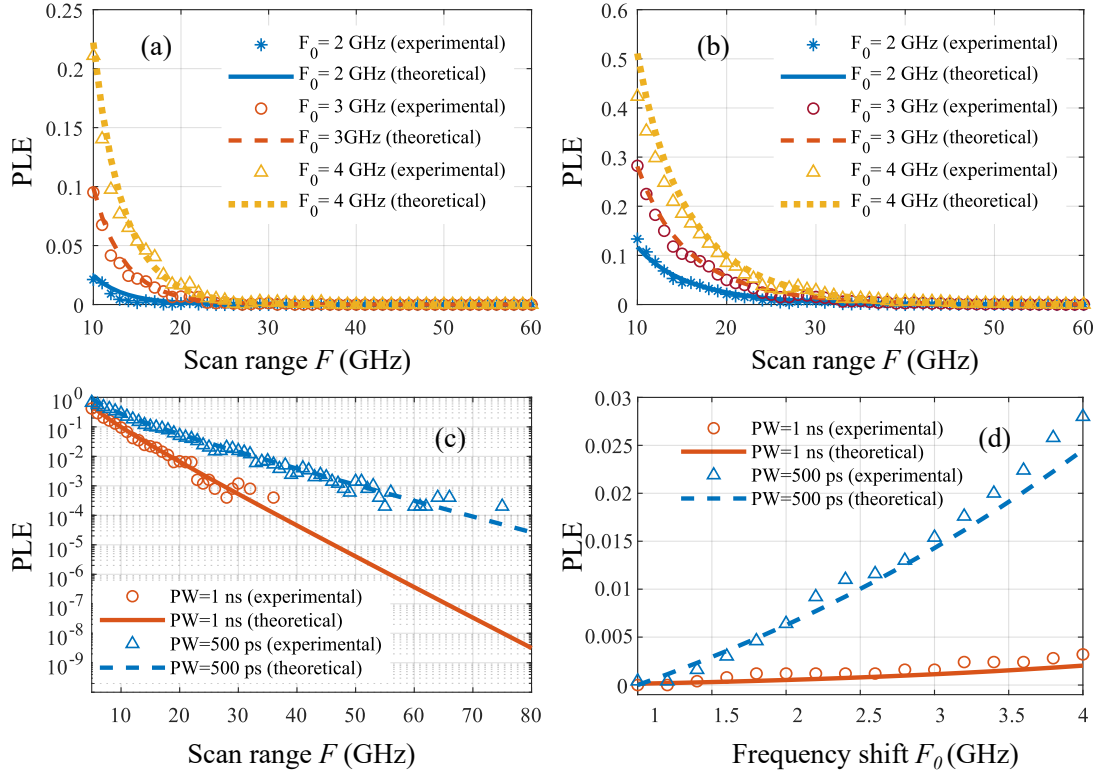 0.25
0.2
0.15
0.1
0.05
0
PLE
(a)
F0= 2 GHz (experimental)
F0= 2 GHz (theoretical)
F0= 3 GHz (experimental)
F0= 3GHz (theoretical)
F0= 4 GHz (experimental)
F0= 4 GHz (theoretical)
10 20 30 40 50 60
Scan range F (GHz)
0.6
0.5
0.4
0.3
0.2
0.1
0
PLE
(b)
F0= 2 GHz (experimental)
F0= 2 GHz (theoretical)
F0= 3 GHz (experimental)
F0= 3 GHz (theoretical)
F0= 4 GHz (experimental)
F0= 4 GHz (theoretical)
10 20 30 40 50 60
Scan range F (GHz)
10^0
10^-1
10^-2
10^-3
10^-4
10^-5
10^-6
10^-7
10^-8
10^-9
PLE
(c)
PW=1 ns (experimental)
PW=1 ns (theoretical)
PW=500 ps (experimental)
PW=500 ps (theoretical)
10 20 30 40 50 60 70 80
Scan range F (GHz)
0.03
0.025
0.02
0.015
0.01
0.005
0
PLE
(d)
PW=1 ns (experimental)
PW=1 ns (theoretical)
PW=500 ps (experimental)
PW=500 ps (theoretical)
1 1.5 2 2.5 3 3.5 4
Frequency shift F0 (GHz)